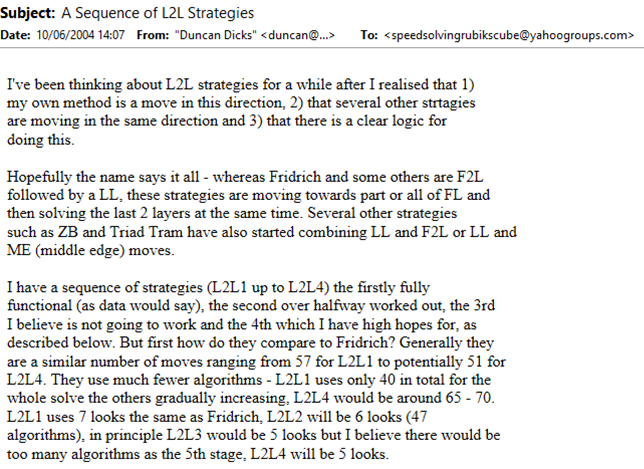 Subject: A Sequence of L2L Strategies
Date: 10/06/2004 14:07 From: "Duncan Dicks" <duncan@...> To: <speedsolvingrubikscube@yahoogroups.com>
I've been thinking about L2L strategies for a while after I realised that 1)
my own method is a move in this direction, 2) that several other strtagies
are moving in the same direction and 3) that there is a clear logic for
doing this.
Hopefully the name says it all - whereas Fridrich and some others are F2L
followed by a LL, these strategies are moving towards part or all of FL and
then solving the last 2 layers at the same time. Several other strategies
such as ZB and Triad Tram have also started combining LL and F2L or LL and
ME (middle edge) moves.
I have a sequence of strategies (L2L1 up to L2L4) the firstly fully
functional (as data would say), the second over halfway worked out, the 3rd
I believe is not going to work and the 4th which I have high hopes for, as
described below. But first how do they compare to Fridrich? Generally they
are a similar number of moves ranging from 57 for L2L1 to potentially 51 for
L2L4. They use much fewer algorithms - L2L1 uses only 40 in total for the
whole solve the others gradually increasing, L2L4 would be around 65 - 70.
L2L1 uses 7 looks the same as Fridrich, L2L2 will be 6 looks (47
algorithms), in principle L2L3 would be 5 looks but I believe there would be
too many algorithms as the 5th stage, L2L4 will be 5 looks.